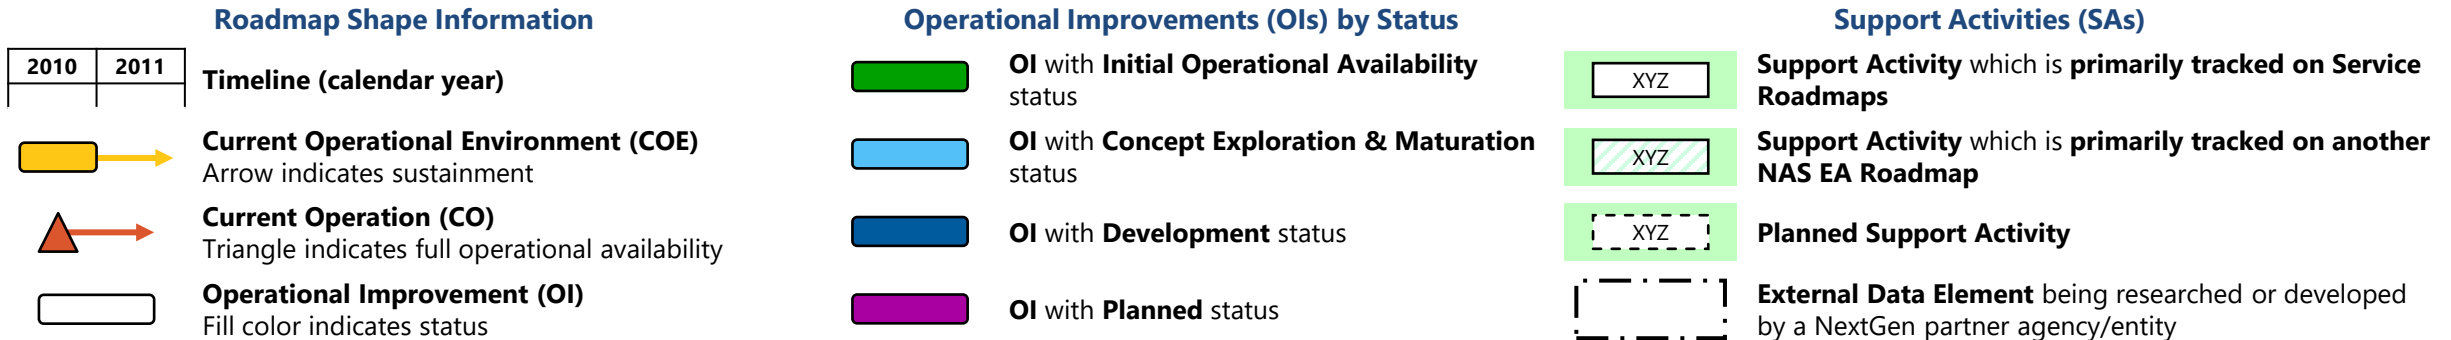 Roadmap Shape Information
2010 2011
Timeline (calendar year)
Current Operational Environment (COE)
Arrow indicates sustainment
Current Operation (CO)
Triangle indicates full operational availability
Operational Improvement (OI)
Fill color indicates status
Operational Improvements (OIs) by Status
OI with Initial Operational Availability
status
OI with Concept Exploration & Maturation
status
OI with Development status
OI with Planned status
Support Activities (SAs)
XYZ
Support Activity which is primarily tracked on Service
Roadmaps
XYZ
Support Activity which is primarily tracked on another
NAS EA Roadmap
XYZ
Planned Support Activity
External Data Element being researched or developed
by a NextGen partner agency/entity